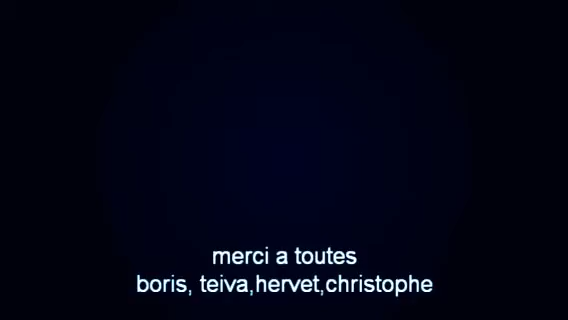 merci a toutes
boris, teiva,hervet,christophe